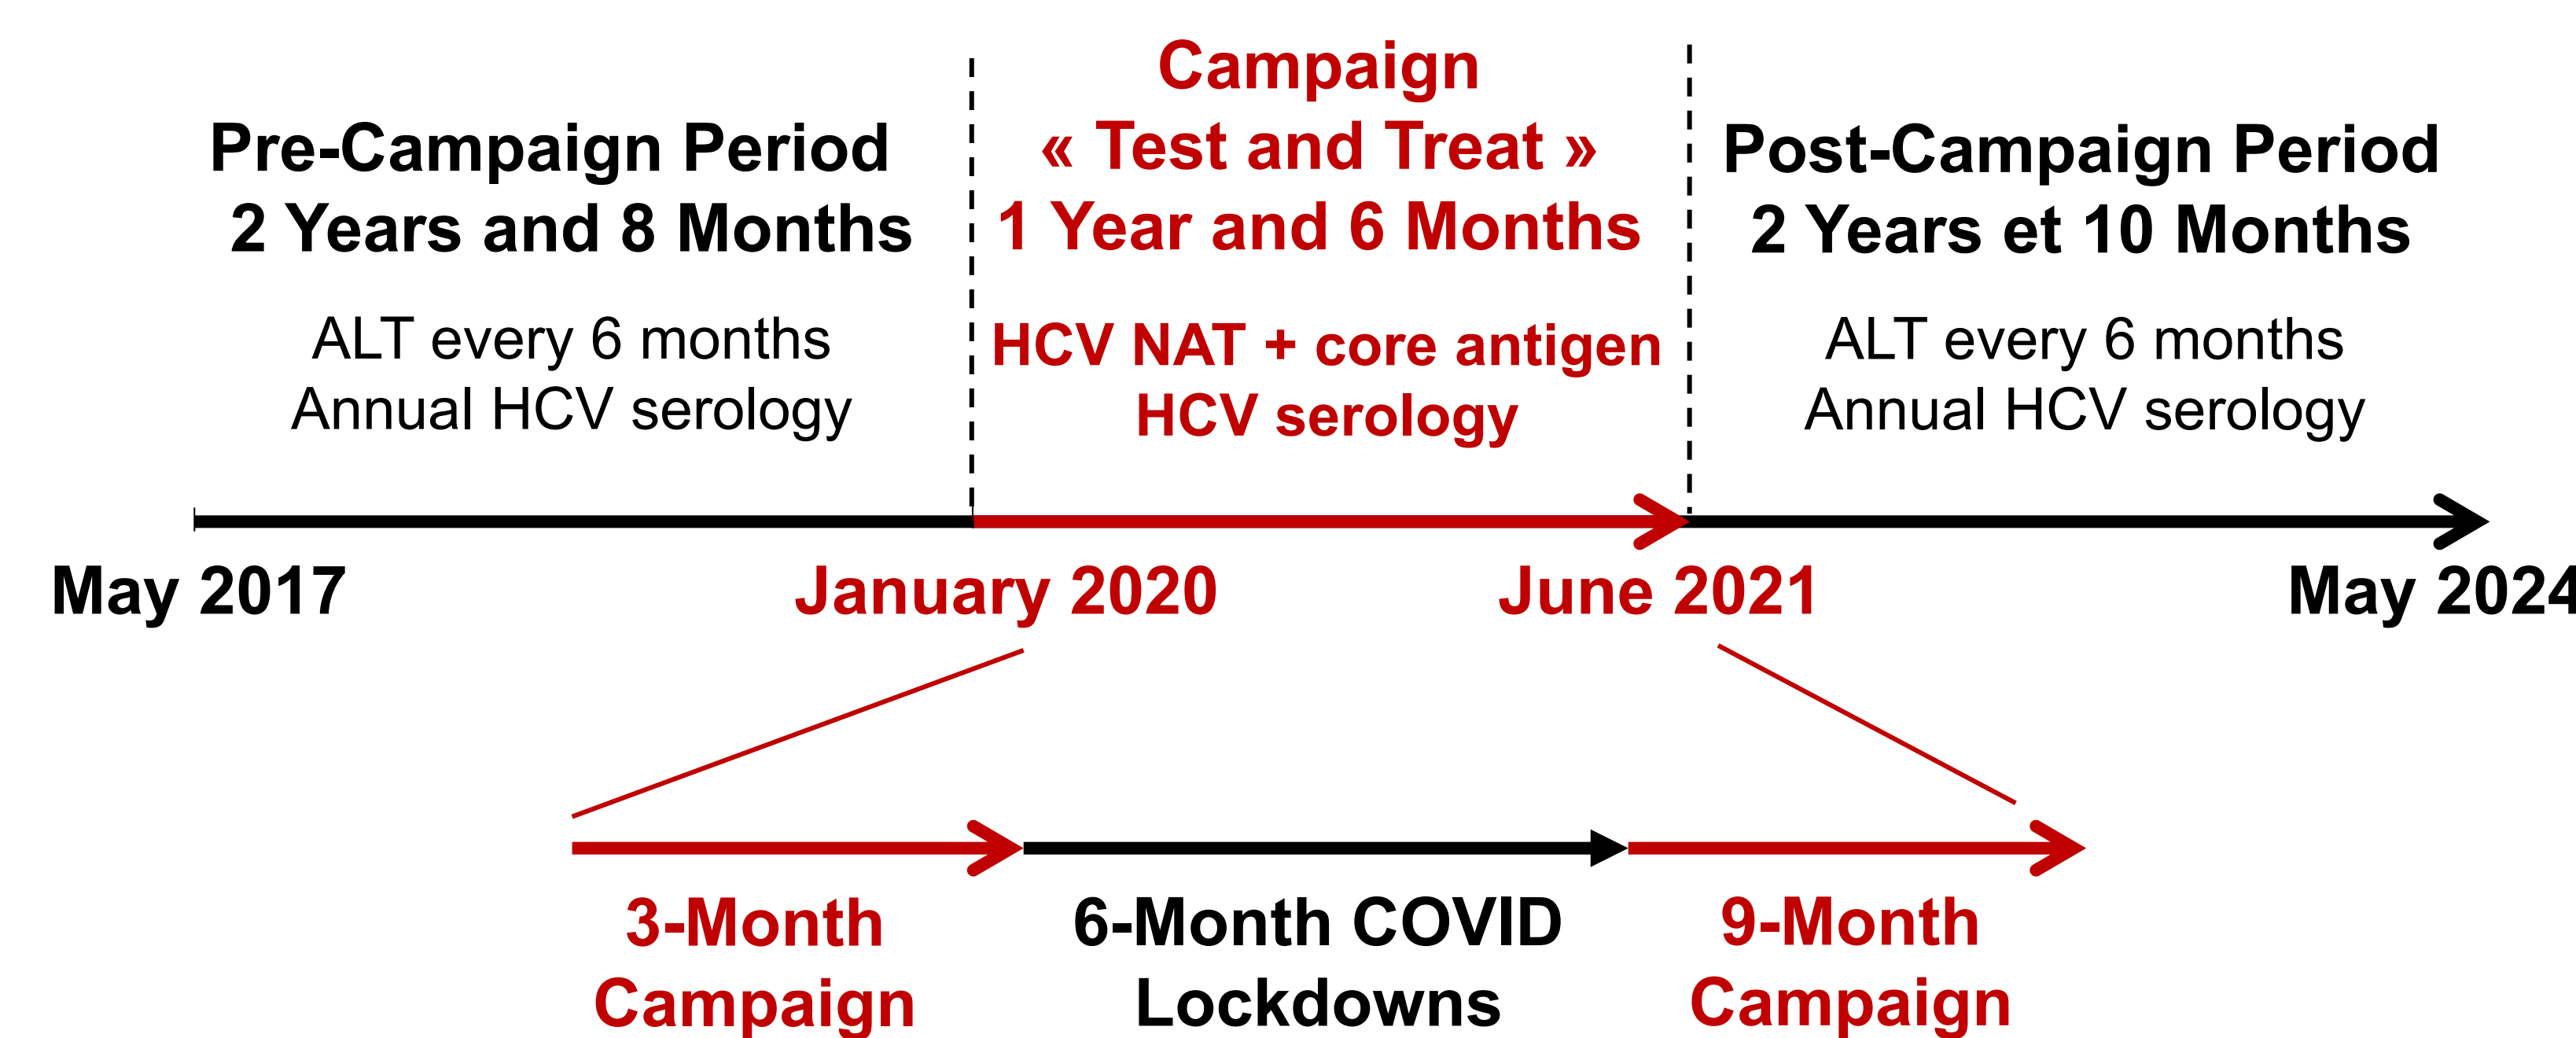 Pre-Campaign Period
2 Years and 8 Months
ALT every 6 months
Annual HCV serology
Campaign
« Test and Treat »
1 Year and 6 Months
HCV NAT + core antigen
HCV serology
Post-Campaign Period
2 Years et 10 Months
ALT every 6 months
Annual HCV serology
May 2017
January 2020
June 2021
May 2024
3-Month
Campaign
6-Month COVID
Lockdowns
9-Month
Campaign